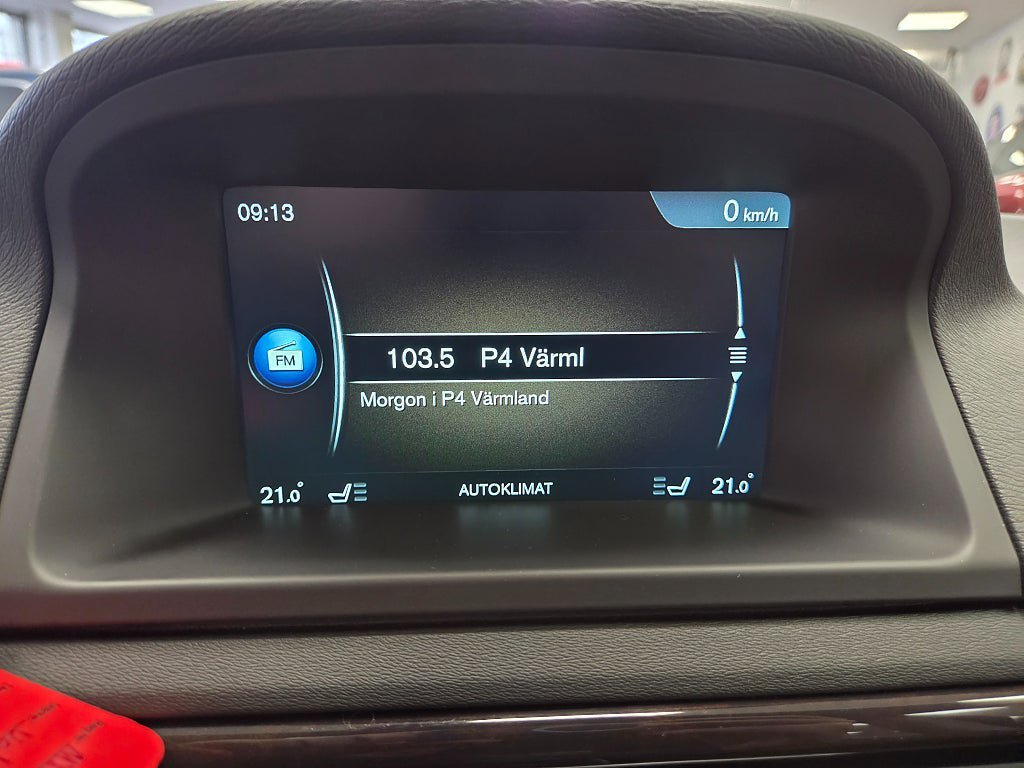 09:13
0 km/h
FM
103.5 P4 Värml
Morgon i P4 Värmland
21.0°
AUTOKLIMAT
21.0°